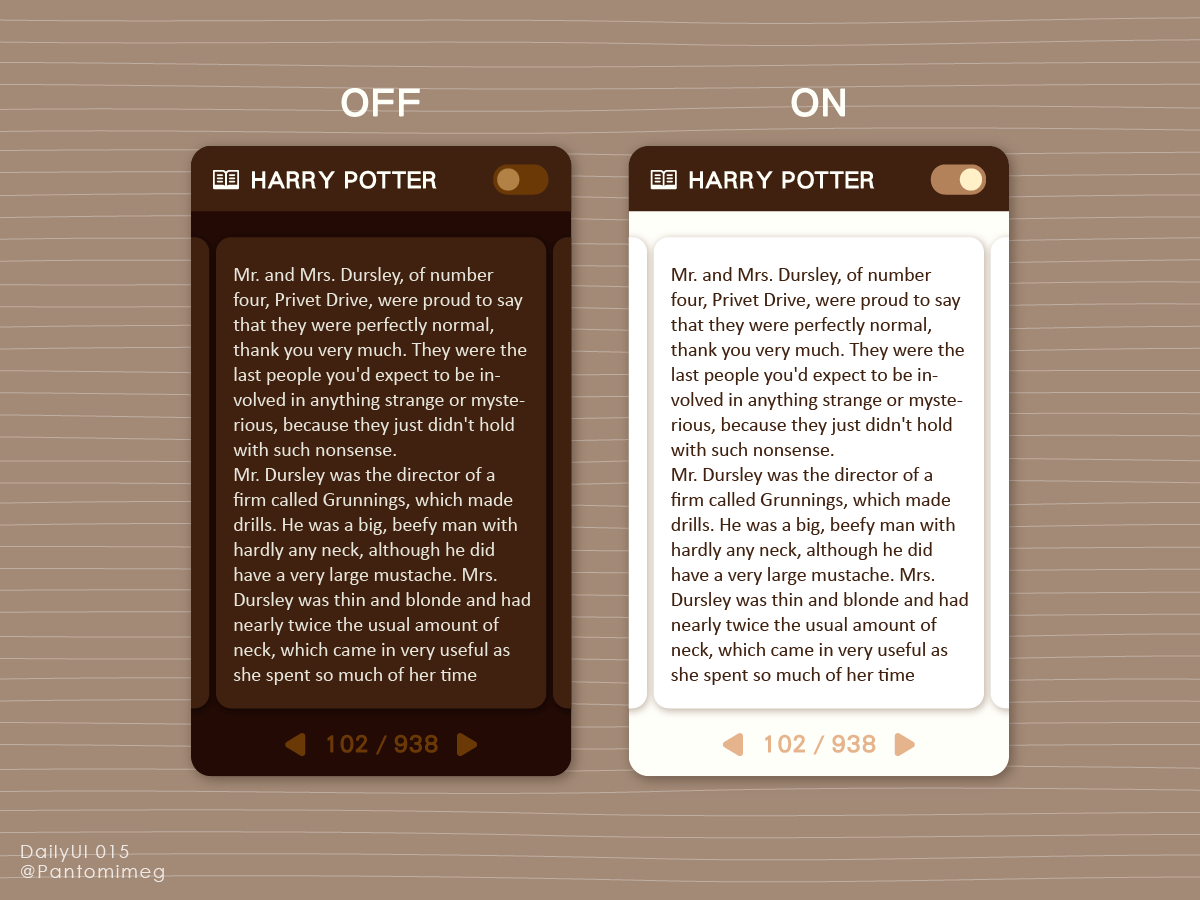 OFF
HARRY POTTER
Mr. and Mrs. Dursley, of number
four, Privet Drive, were proud to say
that they were perfectly normal,
thank you very much. They were the
last people you'd expect to be in-
volved in anything strange or myste-
rious, because they just didn't hold
with such nonsense.
Mr. Dursley was the director of a
firm called Grunnings, which made
drills. He was a big, beefy man with
hardly any neck, although he did
have a very large mustache. Mrs.
Dursley was thin and blonde and had
nearly twice the usual amount of
neck, which came in very useful as
she spent so much of her time
102 / 938
ON
HARRY POTTER
Mr. and Mrs. Dursley, of number
four, Privet Drive, were proud to say
that they were perfectly normal,
thank you very much. They were the
last people you'd expect to be in-
volved in anything strange or myste-
rious, because they just didn't hold
with such nonsense.
Mr. Dursley was the director of a
firm called Grunnings, which made
drills. He was a big, beefy man with
hardly any neck, although he did
have a very large mustache. Mrs.
Dursley was thin and blonde and had
nearly twice the usual amount of
neck, which came in very useful as
she spent so much of her time
102 / 938
DailyUI 015
@Pantomimeg